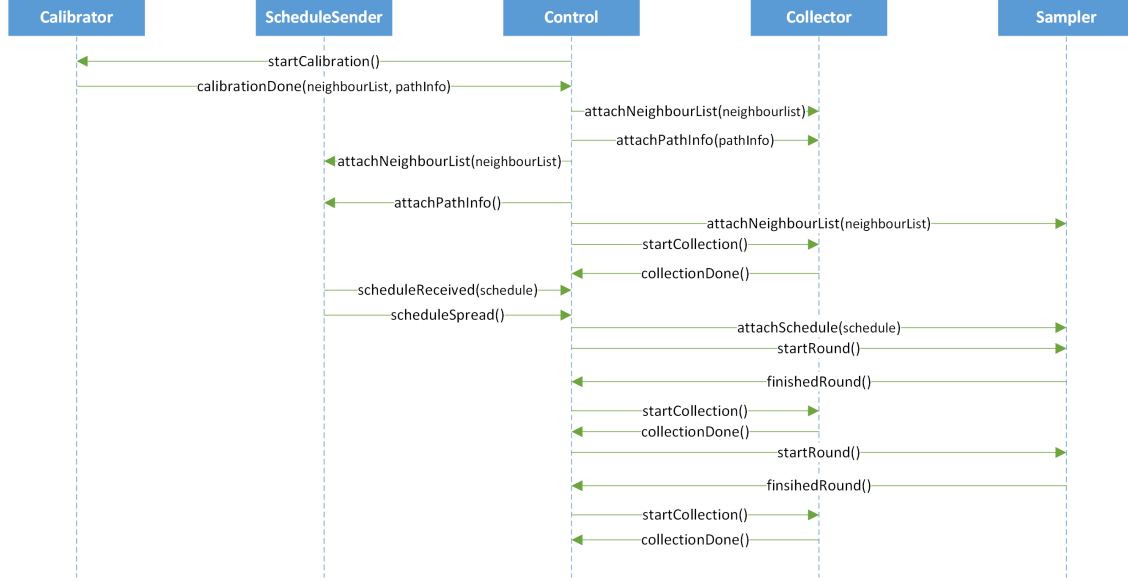 Calibrator
ScheduleSender
Control
Collector
Sampler
startCalibration()
calibrationDone(neighbourList, pathInfo)
attachNeighbourList(neighbourlist)
attachPathInfo(pathInfo)
attachNeighbourList(neighbourList)
attachPathInfo()
attachNeighbourList(neighbourList)
startCollection()
collectionDone()
scheduleReceived(schedule)
scheduleSpread()
attachSchedule(schedule)
startRound()
finishedRound()
startCollection()
collectionDone()
startRound()
finsihedRound()
startCollection()
collectionDone()